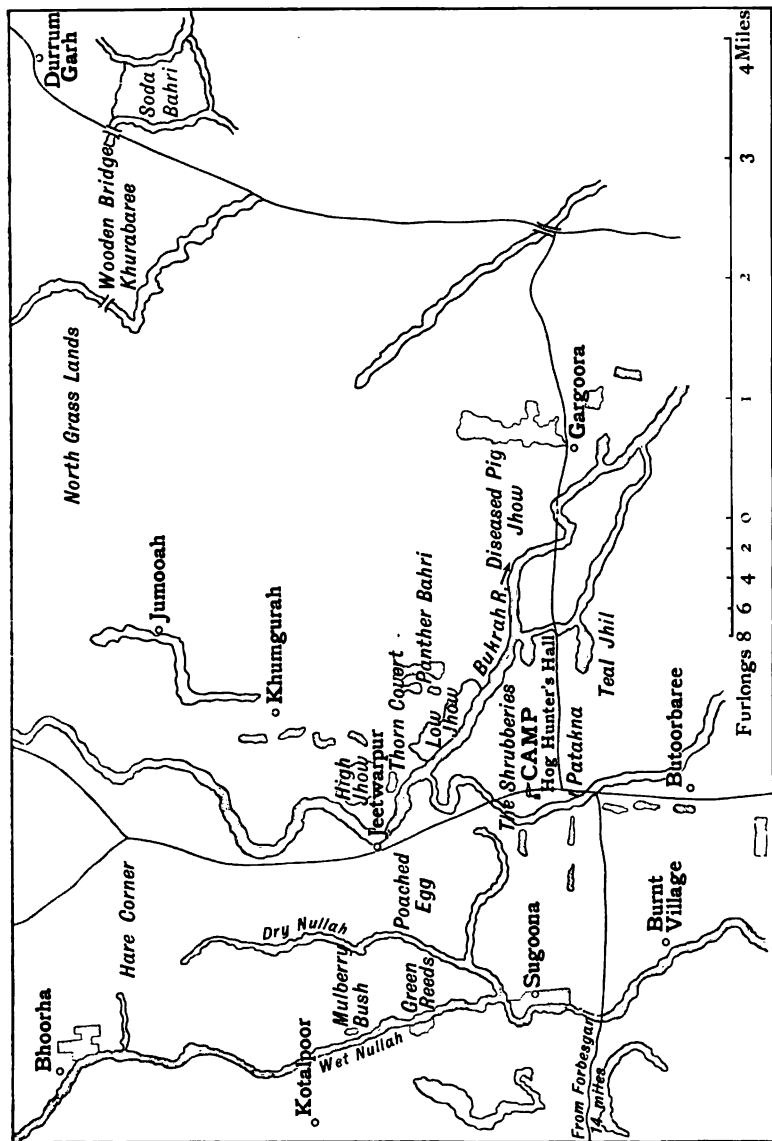 Bhoorha
Hare Corner
North Grass Lands
Wooden Bridge
Khurabaree
Durrum
Garh
Soda
Bahri
Jumooah
Khumgurah
Kotalpoor
Mulberry
Bush
Dry Nullah
Wet Nullah
Green
Reeds
Poached
Egg
Jeetwarpur
High
Jhow
Thorn Covert
Low
Jhow
Panther Bahri
Bukrah R.
Diseased Pig
Jhow
Sugoona
The Shrubberies
CAMP
Hog Hunter's Hall
Patakna
Teal Jhil
Gargoora
From Forbesgan
14 miles
Burnt
Village
Butoorbaree
Furlongs 8 6 4 2 0 1 2 3 4 Miles